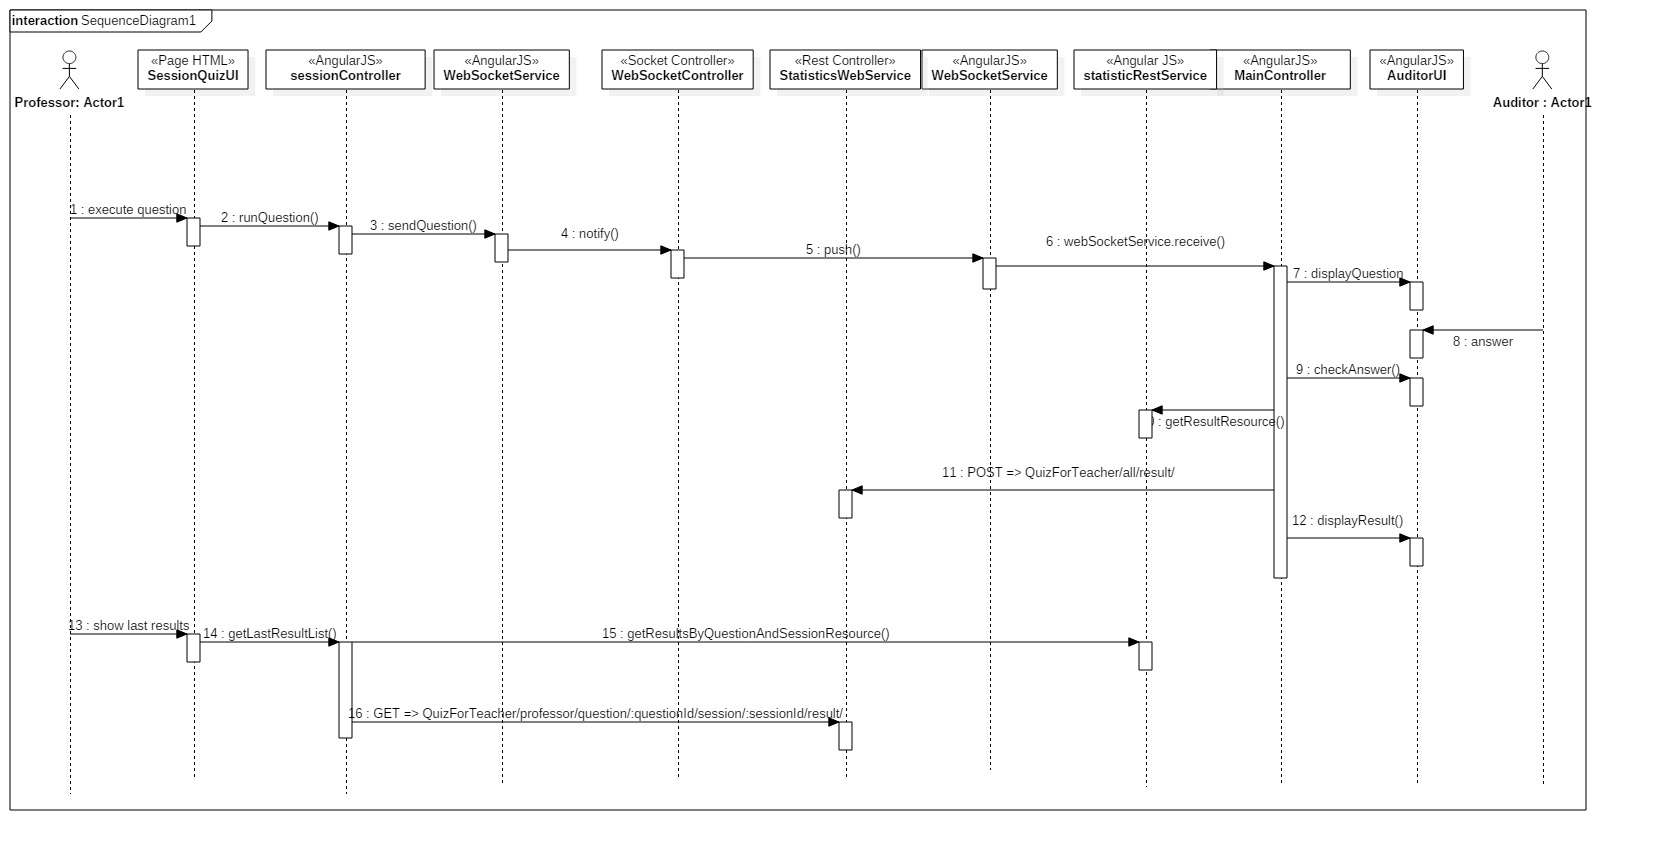 interaction SequenceDiagram1
«Page HTML»
SessionQuizUI
«AngularJS»
sessionController
«AngularJS»
WebSocketService
«Socket Controller»
WebSocketController
«Rest Controller»
StatisticsWebService
«AngularJS»
WebSocketService
«Angular JS»
statisticRestService
«AngularJS»
MainController
«AngularJS»
AuditorUI
Professor: Actor1
Auditor : Actor1
1 : execute question
2 : runQuestion()
3 : sendQuestion()
4 : notify()
5 : push()
6 : webSocketService.receive()
7 : displayQuestion
8 : answer
9 : checkAnswer()
: getResultResource()
11 : POST => QuizForTeacher/all/result/
12 : displayResult()
13 : show last results
14 : getLastResultList()
15 : getResultsByQuestionAndSessionResource()
16 : GET => QuizForTeacher/professor/question/:questionId/session/:sessionId/result/